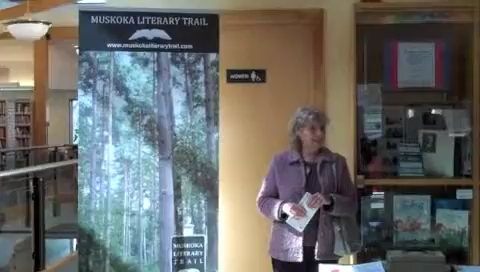 MUSKOKA LITERARY TRAIL
www.muskokaliterarytrail.com
WOMEN
MUSKOKA
LITERARY
TRAIL